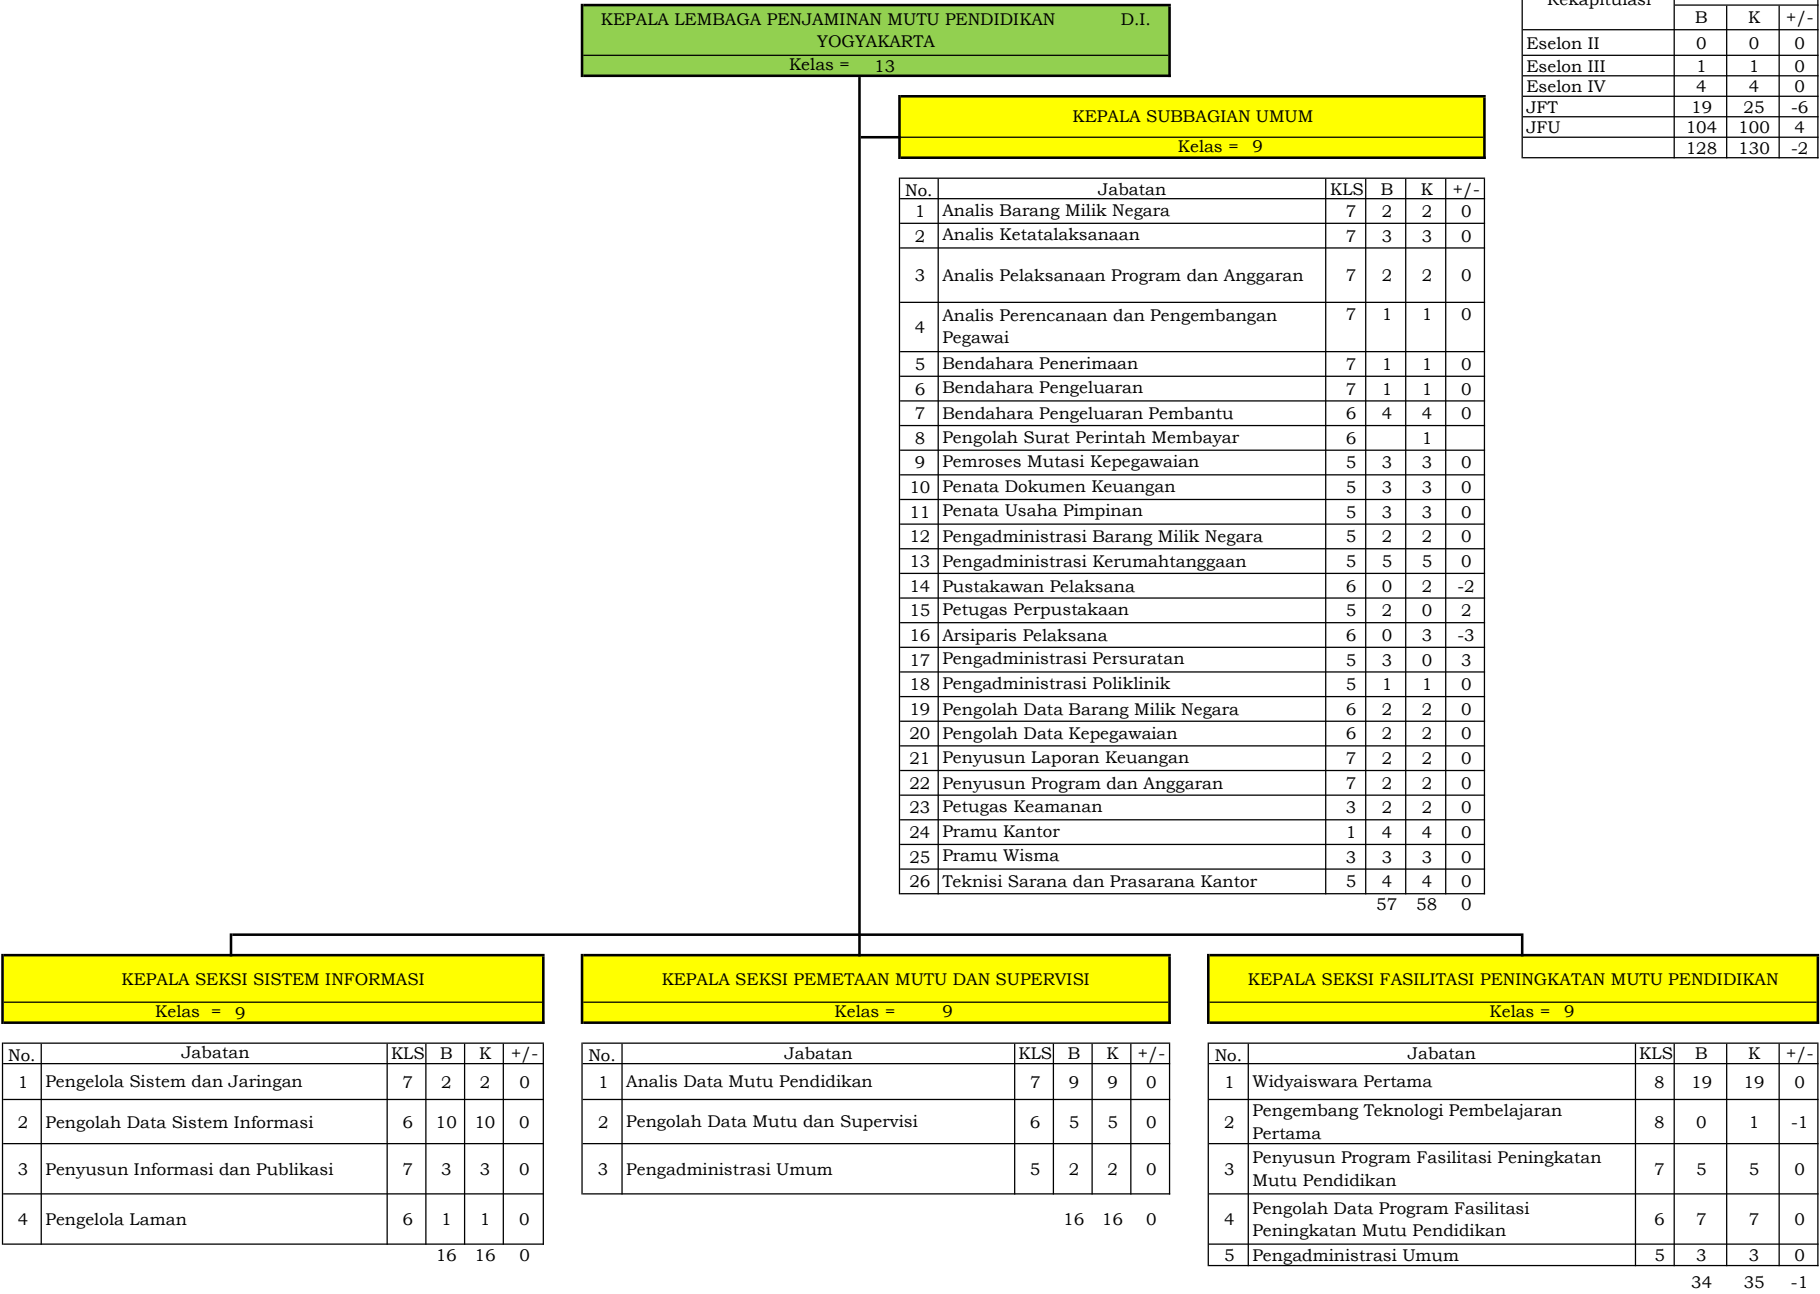 KEPALA LEMBAGA PENJAMINAN MUTU PENDIDIKAN D.I.
YOGYAKARTA
Kelas = 13
Rekapitulasi
B K +/-
Eselon II 0 0 0
Eselon III 1 1 0
Eselon IV 4 4 0
JFT 19 25 -6
JFU 104 100 4
128 130 -2
KEPALA SUBBAGIAN UMUM
Kelas = 9
No. Jabatan KLS B K +/-
1 Analis Barang Milik Negara 7 2 2 0
2 Analis Ketatalaksanaan 7 3 3 0
3 Analis Pelaksanaan Program dan Anggaran 7 2 2 0
4 Analis Perencanaan dan Pengembangan 7 1 1 0
Pegawai
5 Bendahara Penerimaan 7 1 1 0
6 Bendahara Pengeluaran 7 1 1 0
7 Bendahara Pengeluaran Pembantu 6 4 4 0
8 Pengolah Surat Perintah Membayar 6 1
9 Pemroses Mutasi Kepegawaian 5 3 3 0
10 Penata Dokumen Keuangan 5 3 3 0
11 Penata Usaha Pimpinan 5 3 3 0
12 Pengadministrasi Barang Milik Negara 5 2 2 0
13 Pengadministrasi Kerumahtanggaan 5 5 5 0
14 Pustakawan Pelaksana 6 0 2 -2
15 Petugas Perpustakaan 5 2 0 2
16 Arsiparis Pelaksana 6 0 3 -3
17 Pengadministrasi Persuratan 5 3 0 3
18 Pengadministrasi Poliklinik 5 1 1 0
19 Pengolah Data Barang Milik Negara 6 2 2 0
20 Pengolah Data Kepegawaian 6 2 2 0
21 Penyusun Laporan Keuangan 7 2 2 0
22 Penyusun Program dan Anggaran 7 2 2 0
23 Petugas Keamanan 3 2 2 0
24 Pramu Kantor 1 4 4 0
25 Pramu Wisma 3 3 3 0
26 Teknisi Sarana dan Prasarana Kantor 5 4 4 0
57 58 0
KEPALA SEKSI SISTEM INFORMASI
Kelas = 9
No. Jabatan KLS B K +/-
1 Pengelola Sistem dan Jaringan 7 2 2 0
2 Pengolah Data Sistem Informasi 6 10 10 0
3 Penyusun Informasi dan Publikasi 7 3 3 0
4 Pengelola Laman 6 1 1 0
16 16 0
KEPALA SEKSI PEMETAAN MUTU DAN SUPERVISI
Kelas = 9
No. Jabatan KLS B K +/-
1 Analis Data Mutu Pendidikan 7 9 9 0
2 Pengolah Data Mutu dan Supervisi 6 5 5 0
3 Pengadministrasi Umum 5 2 2 0
16 16 0
KEPALA SEKSI FASILITASI PENINGKATAN MUTU PENDIDIKAN
Kelas = 9
No. Jabatan KLS B K +/-
1 Widyaiswara Pertama 8 19 19 0
2 Pengembang Teknologi Pembelajaran 8 0 1 -1
Pertama
3 Penyusun Program Fasilitasi Peningkatan 7 5 5 0
Mutu Pendidikan
4 Pengolah Data Program Fasilitasi 6 7 7 0
Peningkatan Mutu Pendidikan
5 Pengadministrasi Umum 5 3 3 0
34 35 -1